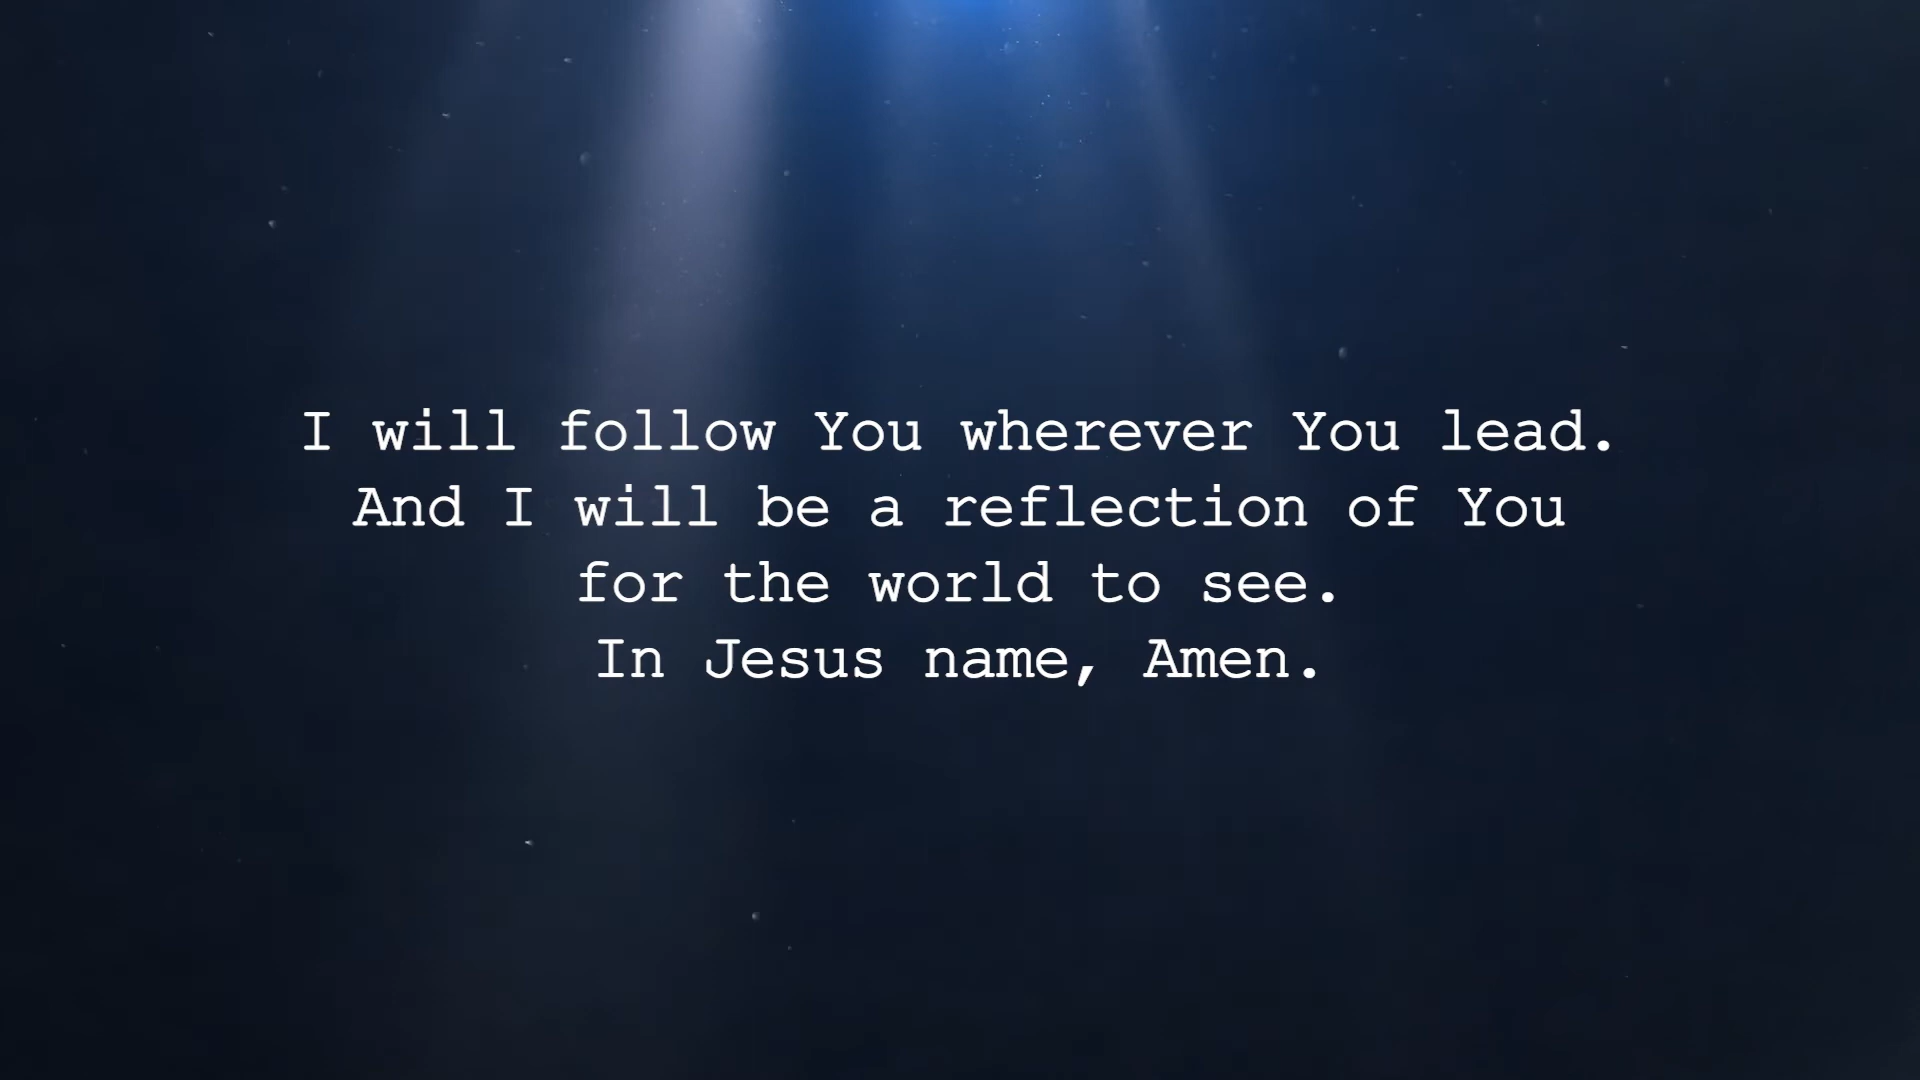 I will follow You wherever You lead.
And I will be a reflection of You
for the world to see.
In Jesus name, Amen.